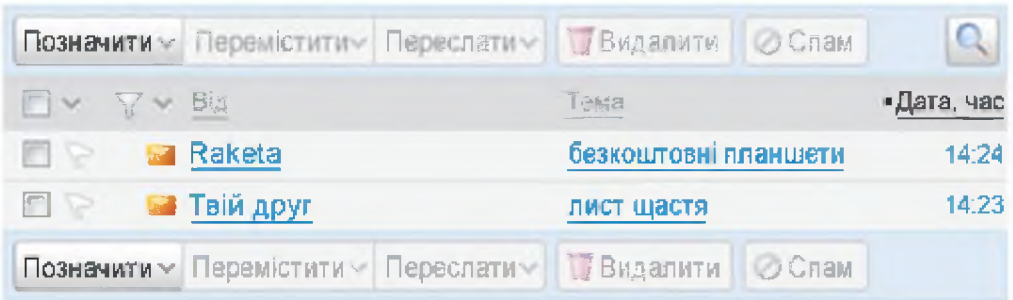 Позначити Перемістити Переслати Видалити Спам
Від Тема Дата, час
Raketa безкоштовні планшети 14:24
Твій друг лист щастя 14:23
Позначити Перемістити Переслати Видалити Спам